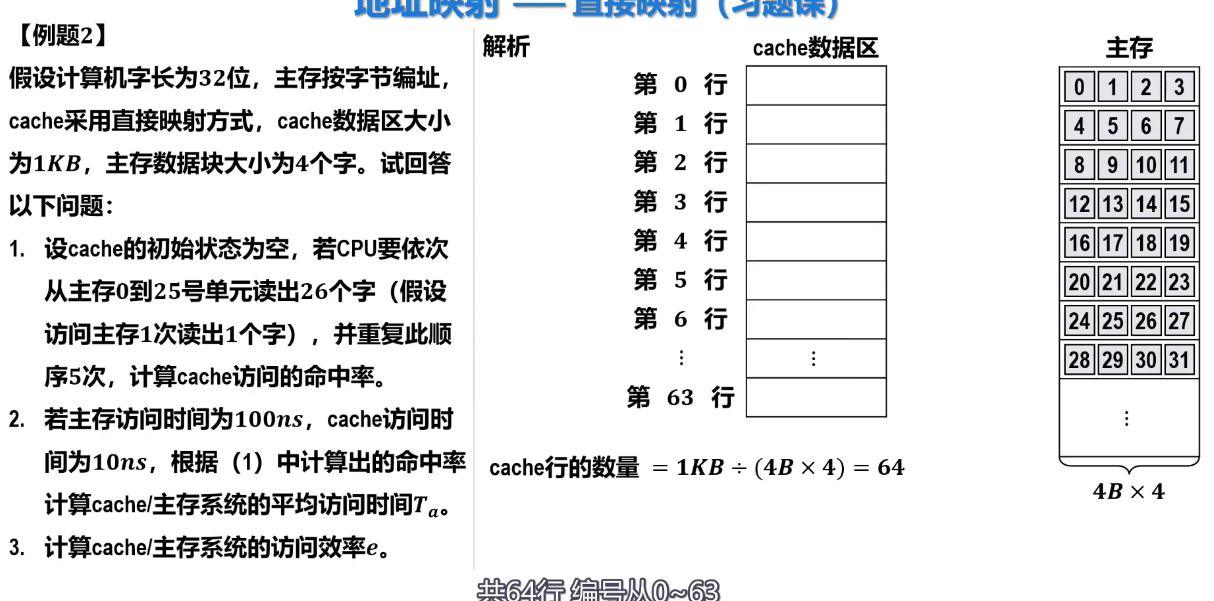 地址映射 —— 直接映射（习题课）
【例题2】
假设计算机字长为32位，主存按字节编址，
cache采用直接映射方式，cache数据区大小
为1KB，主存数据块大小为4个字。试回答
以下问题：
1. 设cache的初始状态为空，若CPU要依次
从主存0到25号单元读出26个字（假设
访问主存1次读出1个字），并重复此顺
序5次，计算cache访问的命中率。
2. 若主存访问时间为100ns，cache访问时
间为10ns，根据（1）中计算出的命中率
计算cache/主存系统的平均访问时间Tₐ。
3. 计算cache/主存系统的访问效率e。
解析
cache数据区
第 0 行
第 1 行
第 2 行
第 3 行
第 4 行
第 5 行
第 6 行
⋮ ⋮
第 63 行
cache行的数量 = 1KB ÷ (4B × 4) = 64
主存
0 1 2 3
4 5 6 7
8 9 10 11
12 13 14 15
16 17 18 19
20 21 22 23
24 25 26 27
28 29 30 31
⋮
4B × 4
共64行 编号从0~63